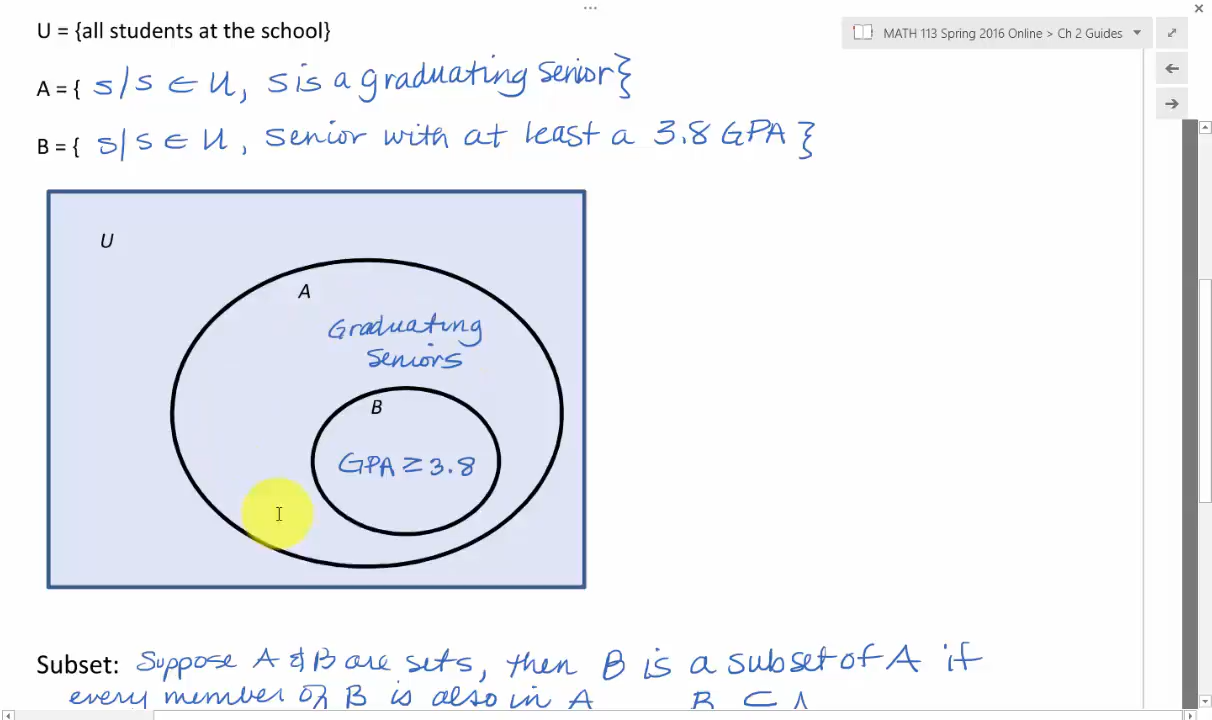 U = {all students at the school}
MATH 113 Spring 2016 Online > Ch 2 Guides
A = { s/s ∈ U, s is a graduating senior}
B = { s/s ∈ U, senior with at least a 3.8 GPA}
U
A
Graduating
Seniors
B
GPA ≥ 3.8
Subset: Suppose A & B are sets, then B is a subset of A if
every member of B is also in A B ⊂ A